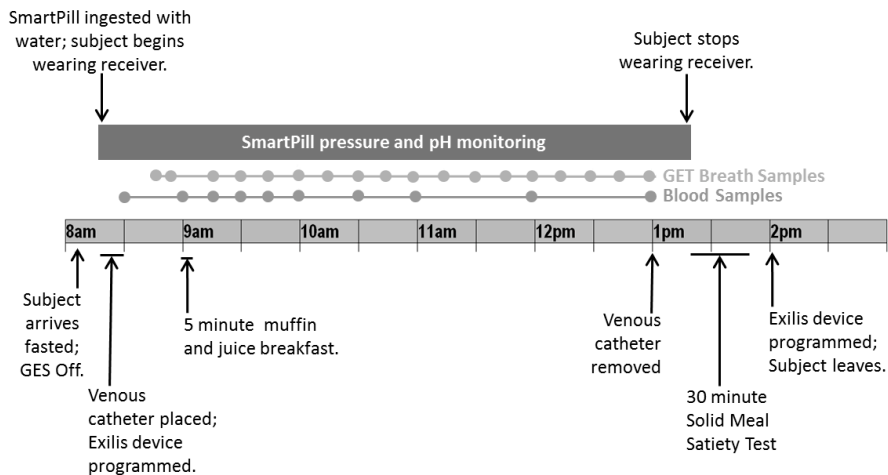 SmartPill ingested with
water; subject begins
wearing receiver.
Subject stops
wearing receiver.
SmartPill pressure and pH monitoring
GET Breath Samples
Blood Samples
8am 9am 10am 11am 12pm 1pm 2pm
Subject
arrives
fasted;
GES Off.
Venous
catheter placed;
Exilis device
programmed.
5 minute muffin
and juice breakfast.
Venous
catheter
removed
30 minute
Solid Meal
Satiety Test
Exilis device
programmed;
Subject leaves.